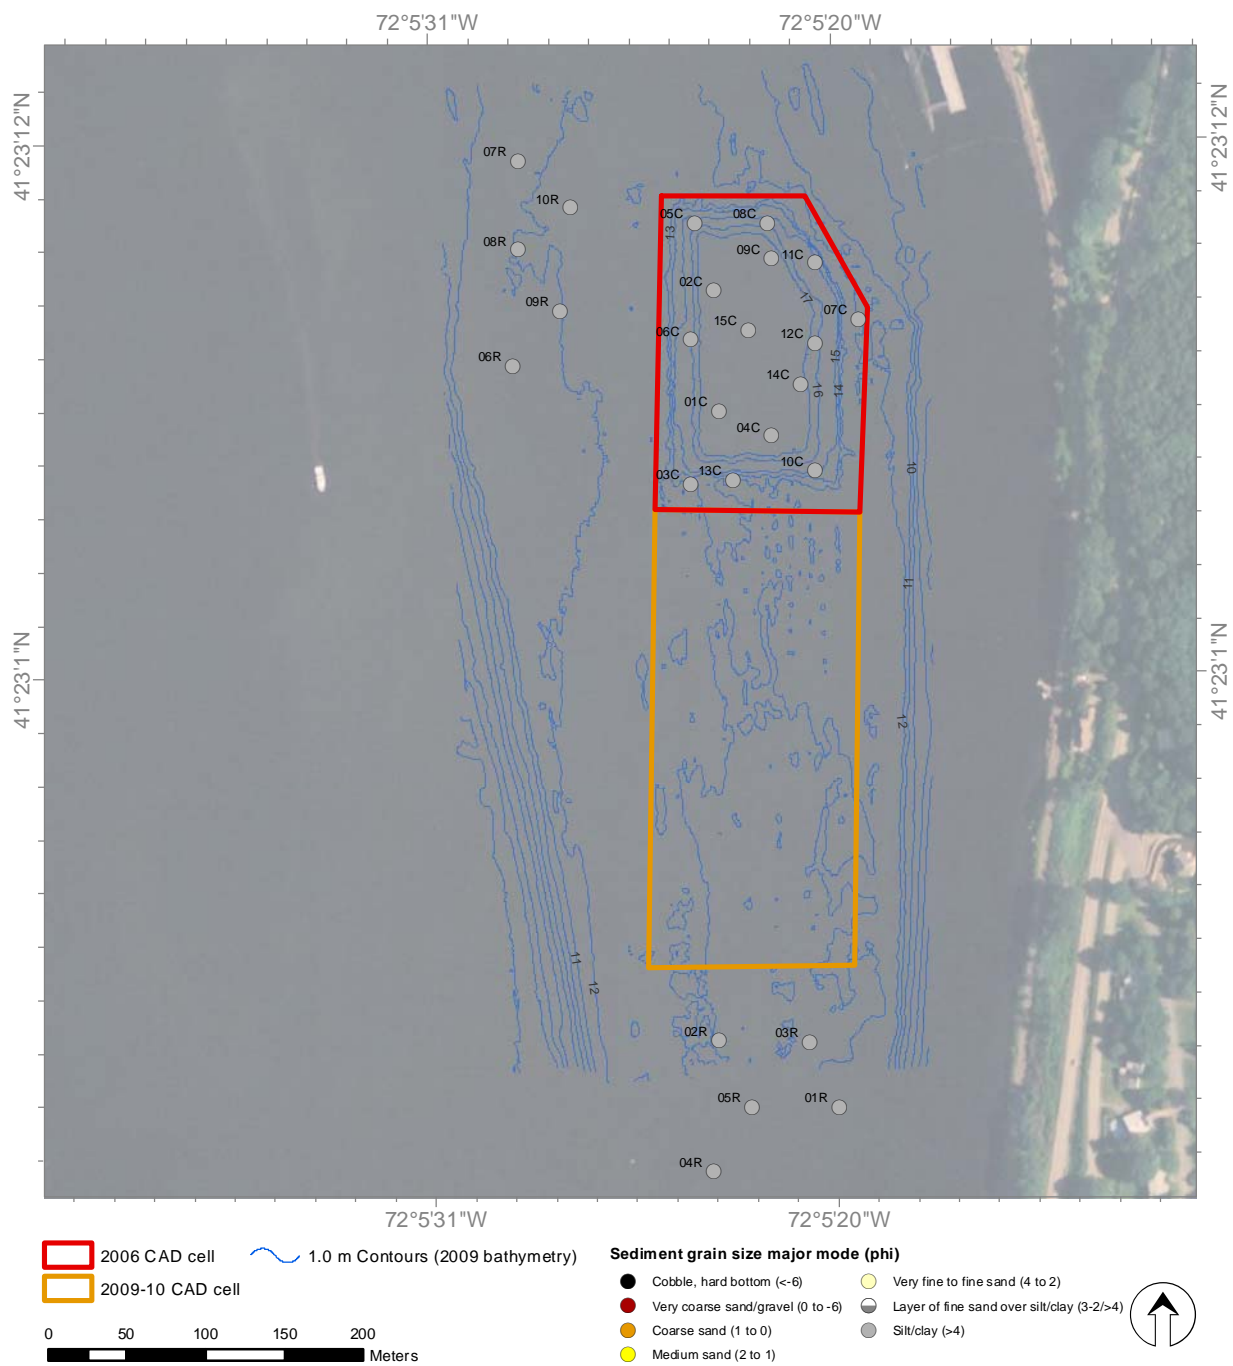 72°5'31"W 72°5'20"W
41°23'12"N 41°23'12"N
07R
10R
05C 08C
13
08R
09C 11C
02C
17
09R 07C
15C
06C 12C
15
06R
14C
16 14
01C
04C
10C
10
03C 13C
11
41°23'1"N 41°23'1"N
12
11
12
02R 03R
05R 01R
04R
72°5'31"W 72°5'20"W
2006 CAD cell 1.0 m Contours (2009 bathymetry)
2009-10 CAD cell
0 50 100 150 200
Meters
Sediment grain size major mode (phi)
Cobble, hard bottom (<-6)
Very coarse sand/gravel (0 to -6)
Coarse sand (1 to 0)
Medium sand (2 to 1)
Very fine to fine sand (4 to 2)
Layer of fine sand over silt/clay (3-2/>4)
Silt/clay (>4)